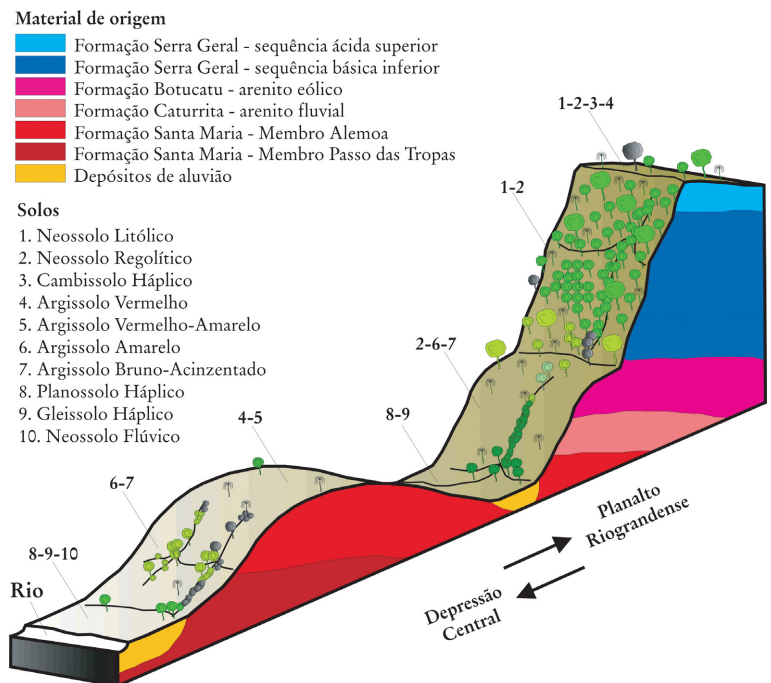 Material de origem
Formação Serra Geral - sequência ácida superior
Formação Serra Geral - sequência básica inferior
Formação Botucatu - arenito eólico
Formação Caturrita - arenito fluvial
Formação Santa Maria - Membro Alemoa
Formação Santa Maria - Membro Passo das Tropas
Depósitos de aluvião
Solos
1. Neossolo Litólico
2. Neossolo Regolítico
3. Cambissolo Háplico
4. Argissolo Vermelho
5. Argissolo Vermelho-Amarelo
6. Argissolo Amarelo
7. Argissolo Bruno-Acinzentado
8. Planossolo Háplico
9. Gleissolo Háplico
10. Neossolo Flúvico
1-2-3-4
1-2
2-6-7
8-9
4-5
6-7
8-9-10
Rio
Planalto
Riograndense
Depressão
Central